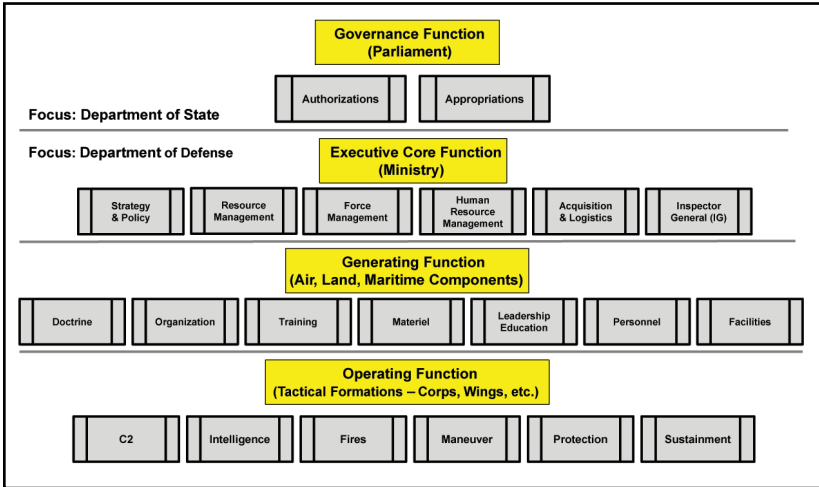 Governance Function
(Parliament)
Authorizations
Appropriations
Focus: Department of State
Focus: Department of Defense
Executive Core Function
(Ministry)
Strategy
& Policy
Resource
Management
Force
Management
Human
Resource
Management
Acquisition
& Logistics
Inspector
General (IG)
Generating Function
(Air, Land, Maritime Components)
Doctrine
Organization
Training
Materiel
Leadership
Education
Personnel
Facilities
Operating Function
(Tactical Formations – Corps, Wings, etc.)
C2
Intelligence
Fires
Maneuver
Protection
Sustainment